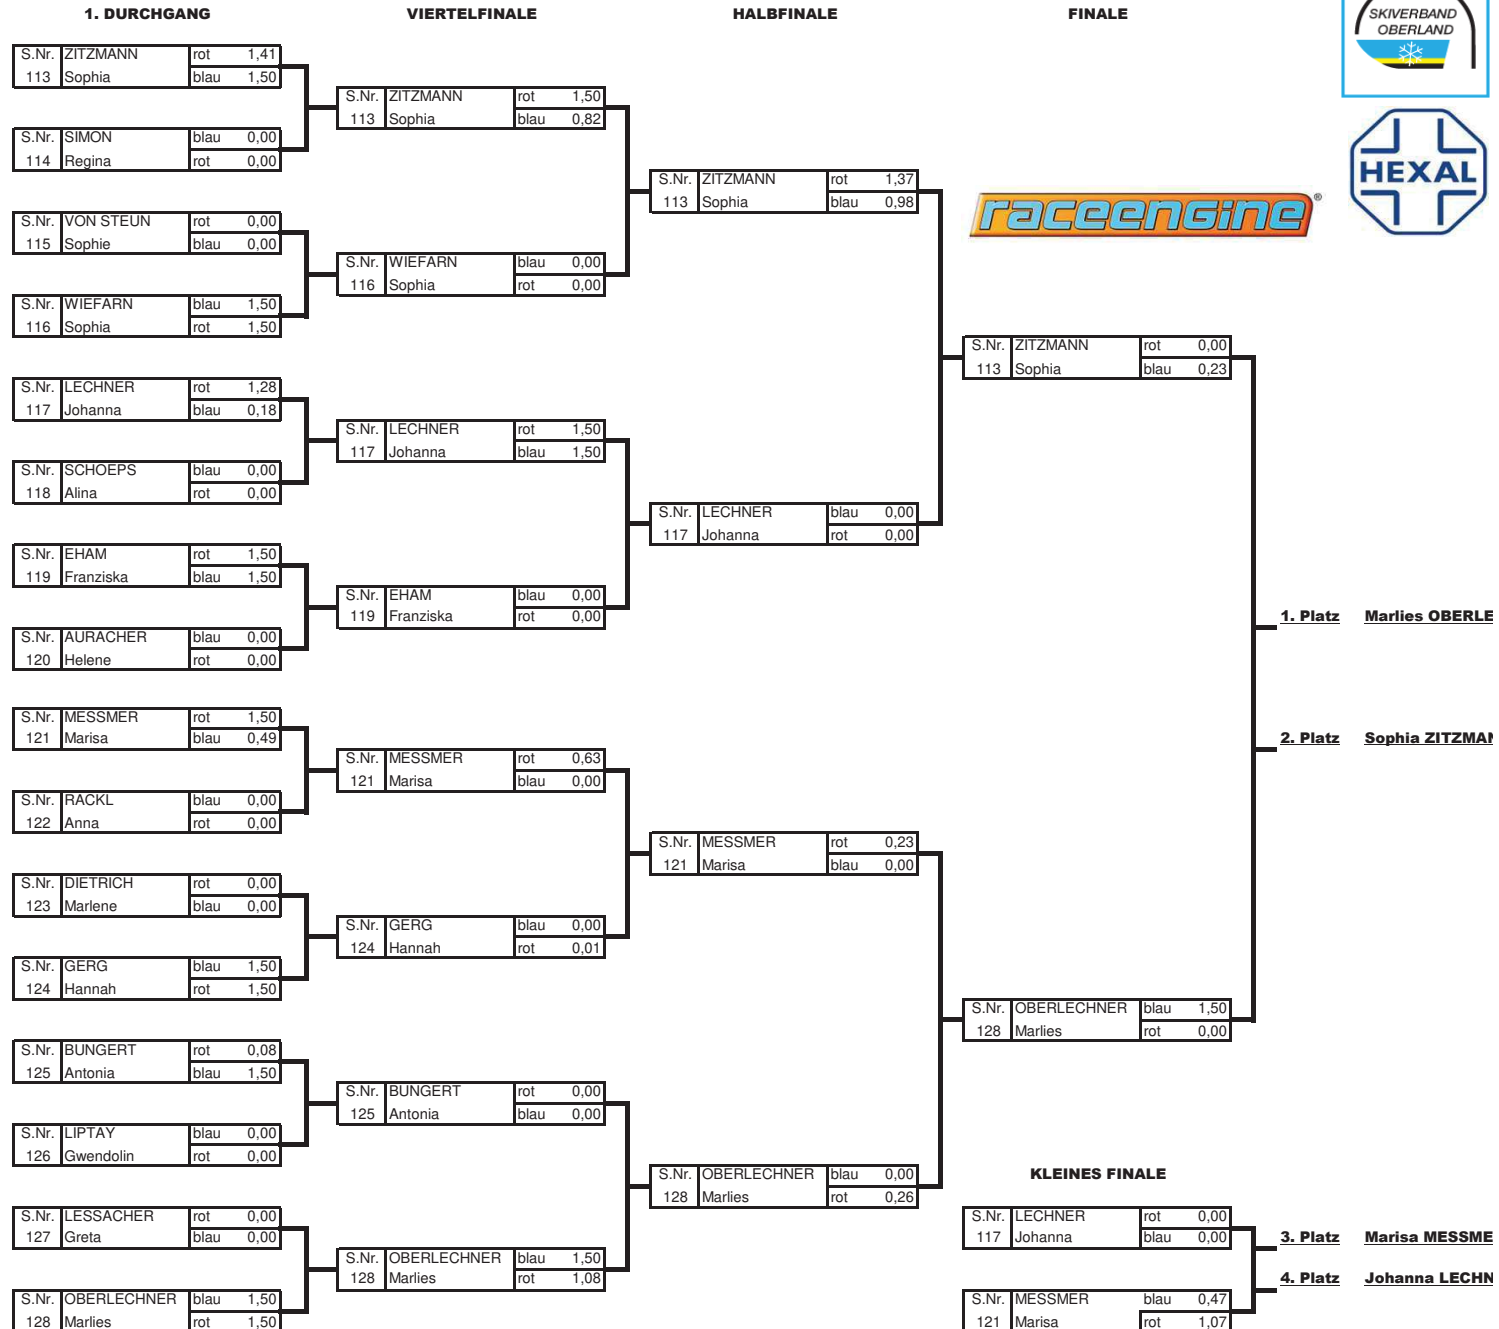 1. DURCHGANG VIERTELFINALE HALBFINALE FINALE
SKIVERBAND
OBERLAND
HEXAL
raceengine®
S.Nr. ZITZMANN rot 1,41
113 Sophia blau 1,50
S.Nr. SIMON blau 0,00
114 Regina rot 0,00
S.Nr. VON STEUN rot 0,00
115 Sophie blau 0,00
S.Nr. WIEFARN blau 1,50
116 Sophia rot 1,50
S.Nr. LECHNER rot 1,28
117 Johanna blau 0,18
S.Nr. SCHOEPS blau 0,00
118 Alina rot 0,00
S.Nr. EHAM rot 1,50
119 Franziska blau 1,50
S.Nr. AURACHER blau 0,00
120 Helene rot 0,00
S.Nr. MESSMER rot 1,50
121 Marisa blau 0,49
S.Nr. RACKL blau 0,00
122 Anna rot 0,00
S.Nr. DIETRICH rot 0,00
123 Marlene blau 0,00
S.Nr. GERG blau 1,50
124 Hannah rot 1,50
S.Nr. BUNGERT rot 0,08
125 Antonia blau 1,50
S.Nr. LIPTAY blau 0,00
126 Gwendolin rot 0,00
S.Nr. LESSACHER rot 0,00
127 Greta blau 0,00
S.Nr. OBERLECHNER blau 1,50
128 Marlies rot 1,50
S.Nr. ZITZMANN rot 1,50
113 Sophia blau 0,82
S.Nr. WIEFARN blau 0,00
116 Sophia rot 0,00
S.Nr. LECHNER rot 1,50
117 Johanna blau 1,50
S.Nr. EHAM blau 0,00
119 Franziska rot 0,00
S.Nr. MESSMER rot 0,63
121 Marisa blau 0,00
S.Nr. GERG blau 0,00
124 Hannah rot 0,01
S.Nr. BUNGERT rot 0,00
125 Antonia blau 0,00
S.Nr. OBERLECHNER blau 1,50
128 Marlies rot 1,08
S.Nr. ZITZMANN rot 1,37
113 Sophia blau 0,98
S.Nr. LECHNER blau 0,00
117 Johanna rot 0,00
S.Nr. MESSMER rot 0,23
121 Marisa blau 0,00
S.Nr. OBERLECHNER blau 0,00
128 Marlies rot 0,26
S.Nr. ZITZMANN rot 0,00
113 Sophia blau 0,23
S.Nr. OBERLECHNER blau 1,50
128 Marlies rot 0,00
1. Platz Marlies OBERLE
2. Platz Sophia ZITZMAN
KLEINES FINALE
S.Nr. LECHNER rot 0,00
117 Johanna blau 0,00
S.Nr. MESSMER blau 0,47
121 Marisa rot 1,07
3. Platz Marisa MESSME
4. Platz Johanna LECHN